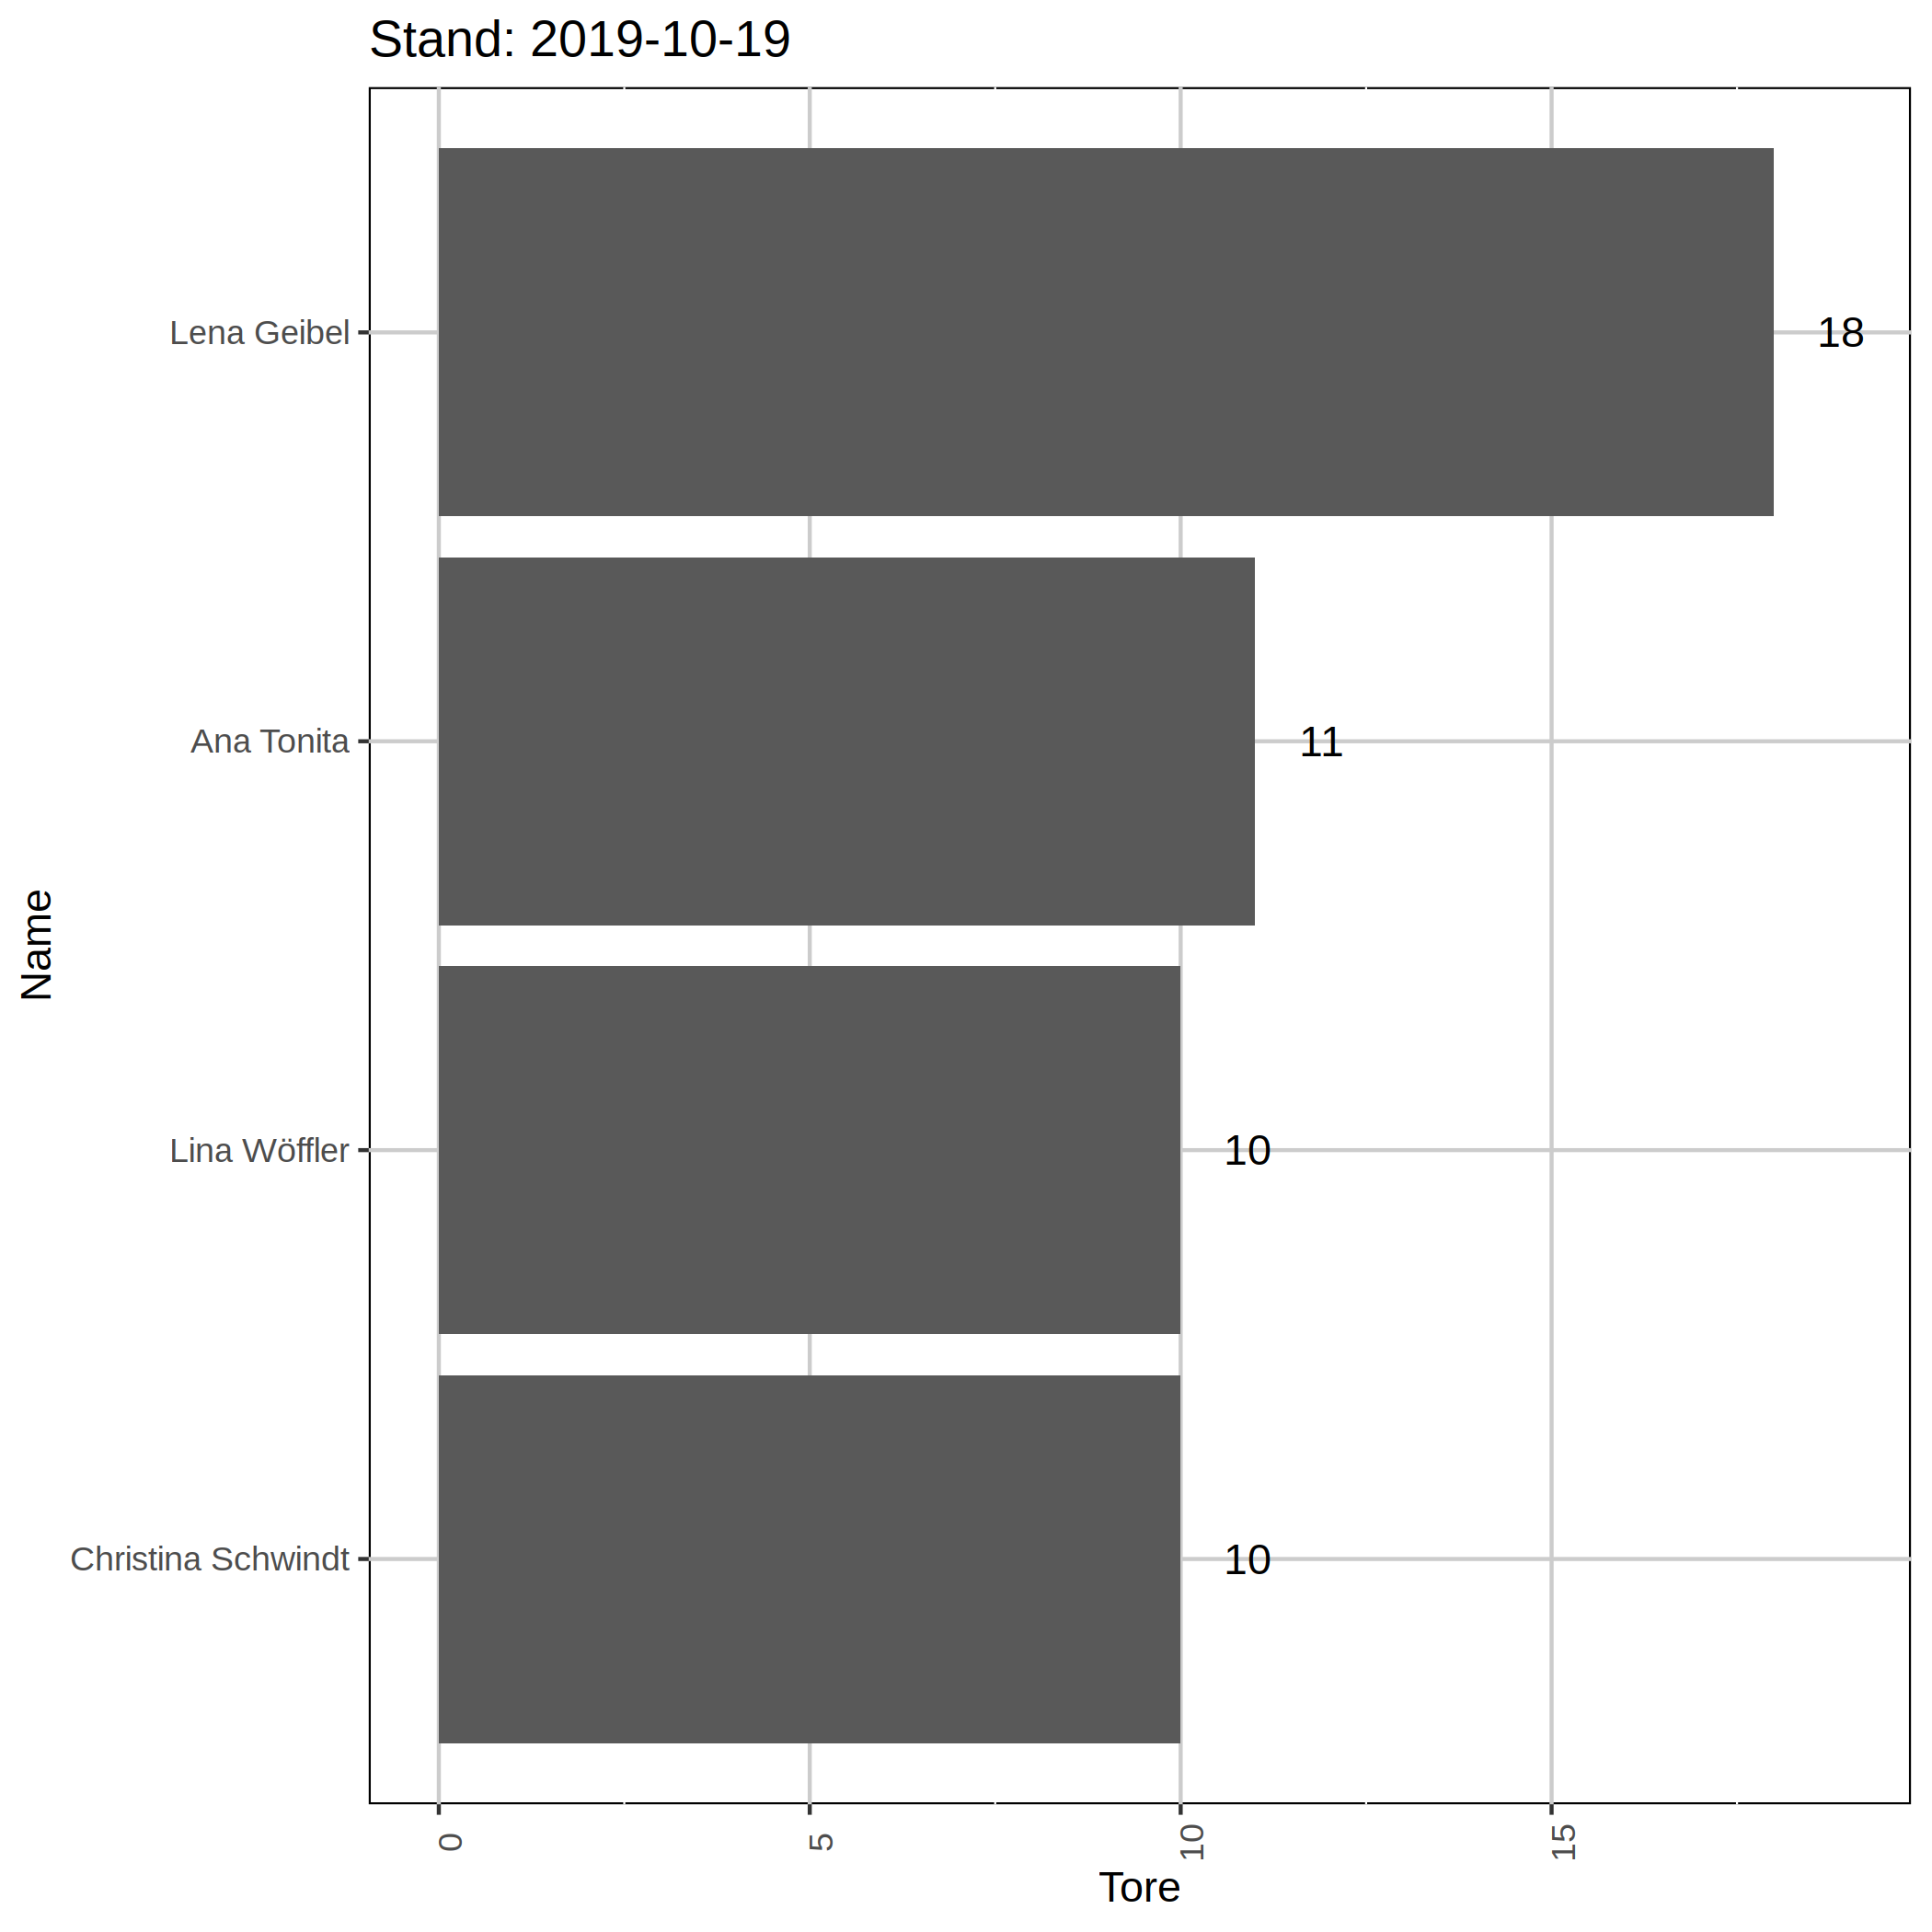 Stand: 2019-10-19
Lena Geibel
18
Ana Tonita
11
Name
Lina Wöffler
10
Christina Schwindt
10
0
5
10
15
Tore